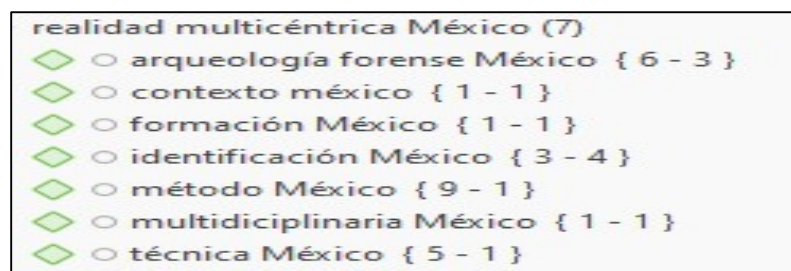 realidad multicéntrica México (7)
arqueología forense México { 6 - 3 }
contexto méxico { 1 - 1 }
formación México { 1 - 1 }
identificación México { 3 - 4 }
método México { 9 - 1 }
multidiciplinaria México { 1 - 1 }
técnica México { 5 - 1 }